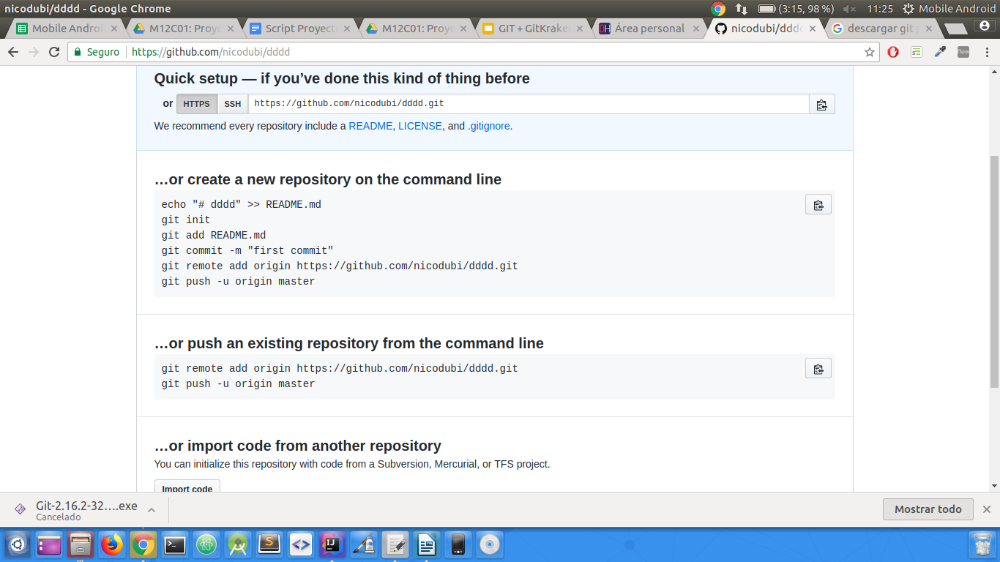 nicodubi/dddd - Google Chrome
(3:15, 98 %)
11:25
Mobile Android
Mobile Androi
M12C01: Proye
Script Proyect
M12C01: Proye
GIT + GitKrake
Área personal
nicodubi/dddd
descargar git p
Seguro
https://github.com/nicodubi/dddd
Quick setup — if you’ve done this kind of thing before
or HTTPS SSH https://github.com/nicodubi/dddd.git
We recommend every repository include a README, LICENSE, and .gitignore.
…or create a new repository on the command line
echo "# dddd" >> README.md
git init
git add README.md
git commit -m "first commit"
git remote add origin https://github.com/nicodubi/dddd.git
git push -u origin master
…or push an existing repository from the command line
git remote add origin https://github.com/nicodubi/dddd.git
git push -u origin master
…or import code from another repository
You can initialize this repository with code from a Subversion, Mercurial, or TFS project.
Import code
Git-2.16.2-32….exe
Cancelado
Mostrar todo